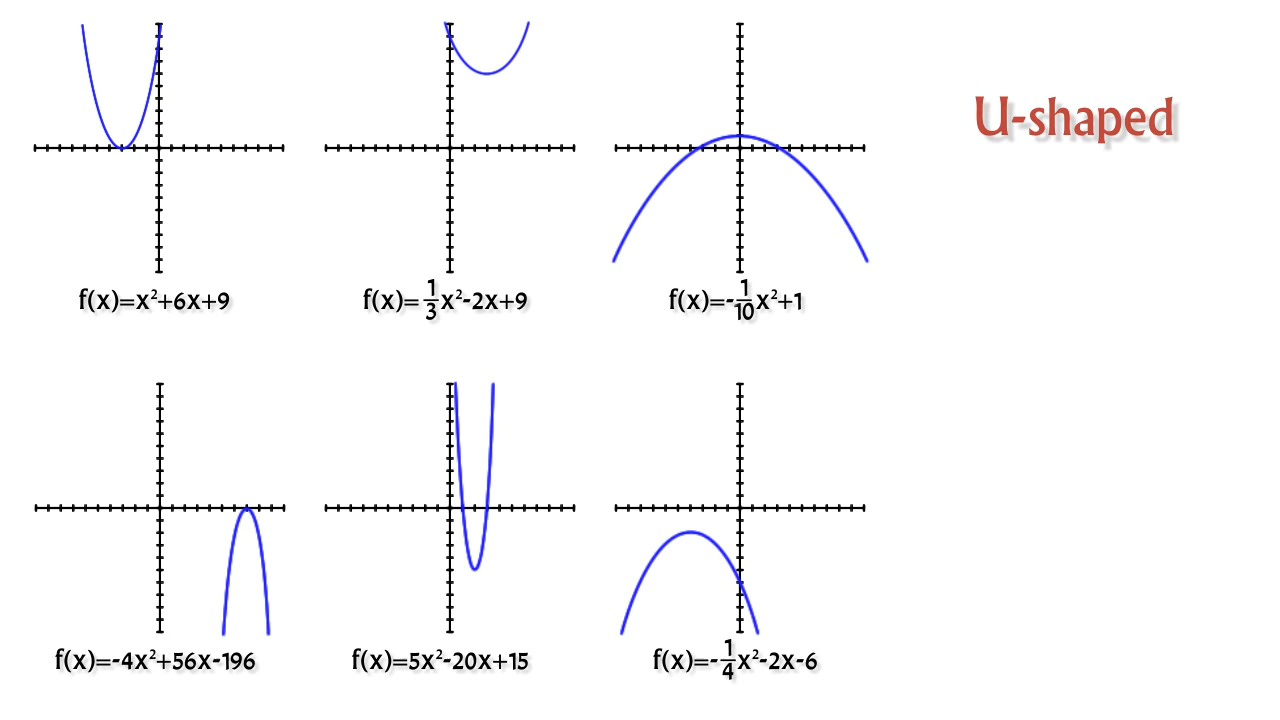 U-shaped
f(x)=x²+6x+9
f(x)=1/3x²-2x+9
f(x)=-1/10x²+1
f(x)=-4x²+56x-196
f(x)=5x²-20x+15
f(x)=-1/4x²-2x-6